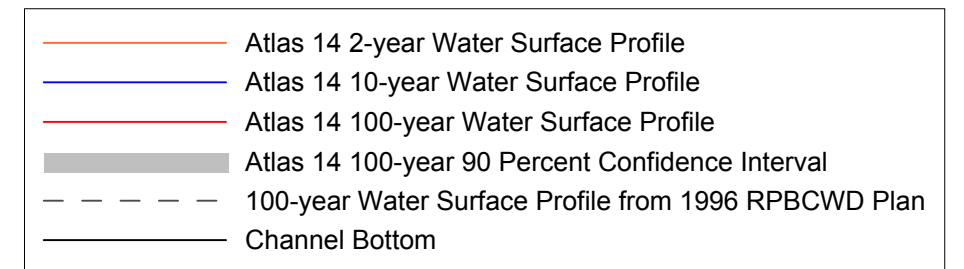 Atlas 14 2-year Water Surface Profile
Atlas 14 10-year Water Surface Profile
Atlas 14 100-year Water Surface Profile
Atlas 14 100-year 90 Percent Confidence Interval
100-year Water Surface Profile from 1996 RPBCWD Plan
Channel Bottom